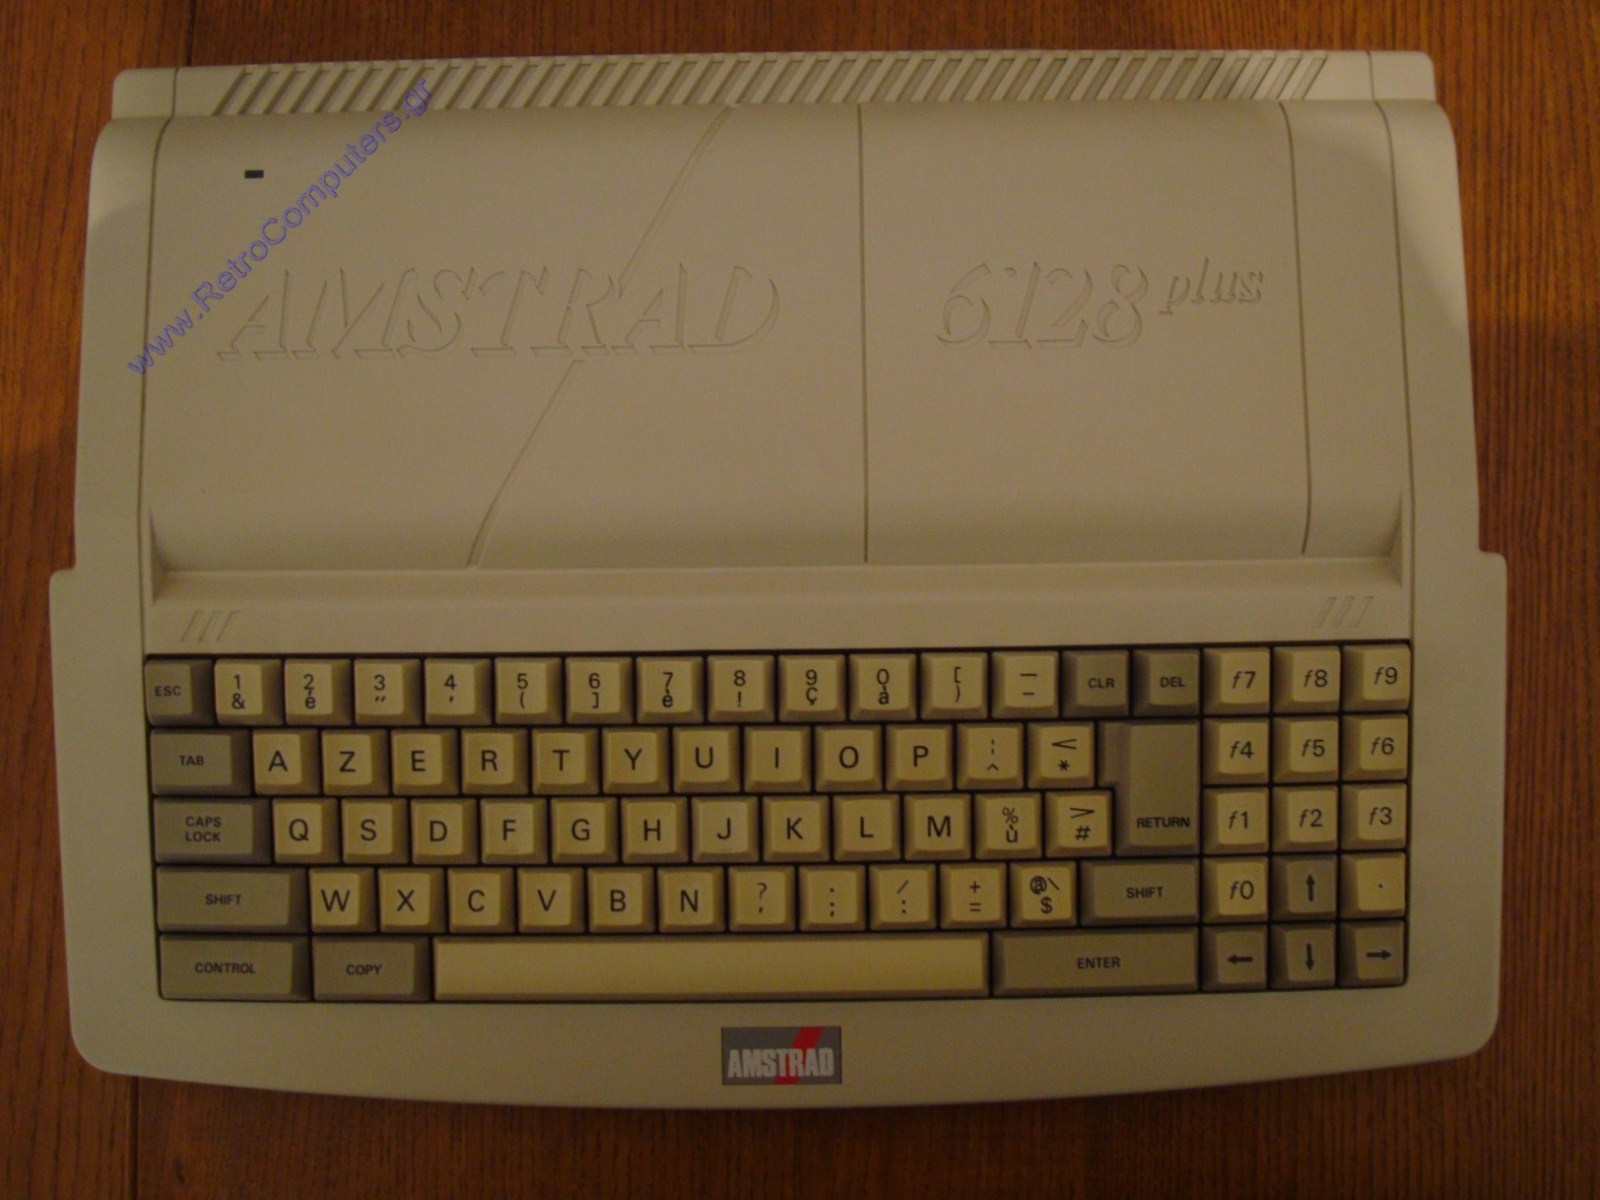 www.RetroComputers.gr
AMSTRAD 6128 plus
ESC 1 & 2 é 3 " 4 ' 5 ( 6 ] 7 è 8 ! 9 ç 0 à [ ) — - CLR DEL f7 f8 f9
TAB A Z E R T Y U I O P ¦ ^ < * RETURN f4 f5 f6
CAPS LOCK Q S D F G H J K L M % ù > # f1 f2 f3
SHIFT W X C V B N ? , . ; / : + = @ \ $ SHIFT f0 ↑ .
CONTROL COPY ENTER ← ↓ →
AMSTRAD